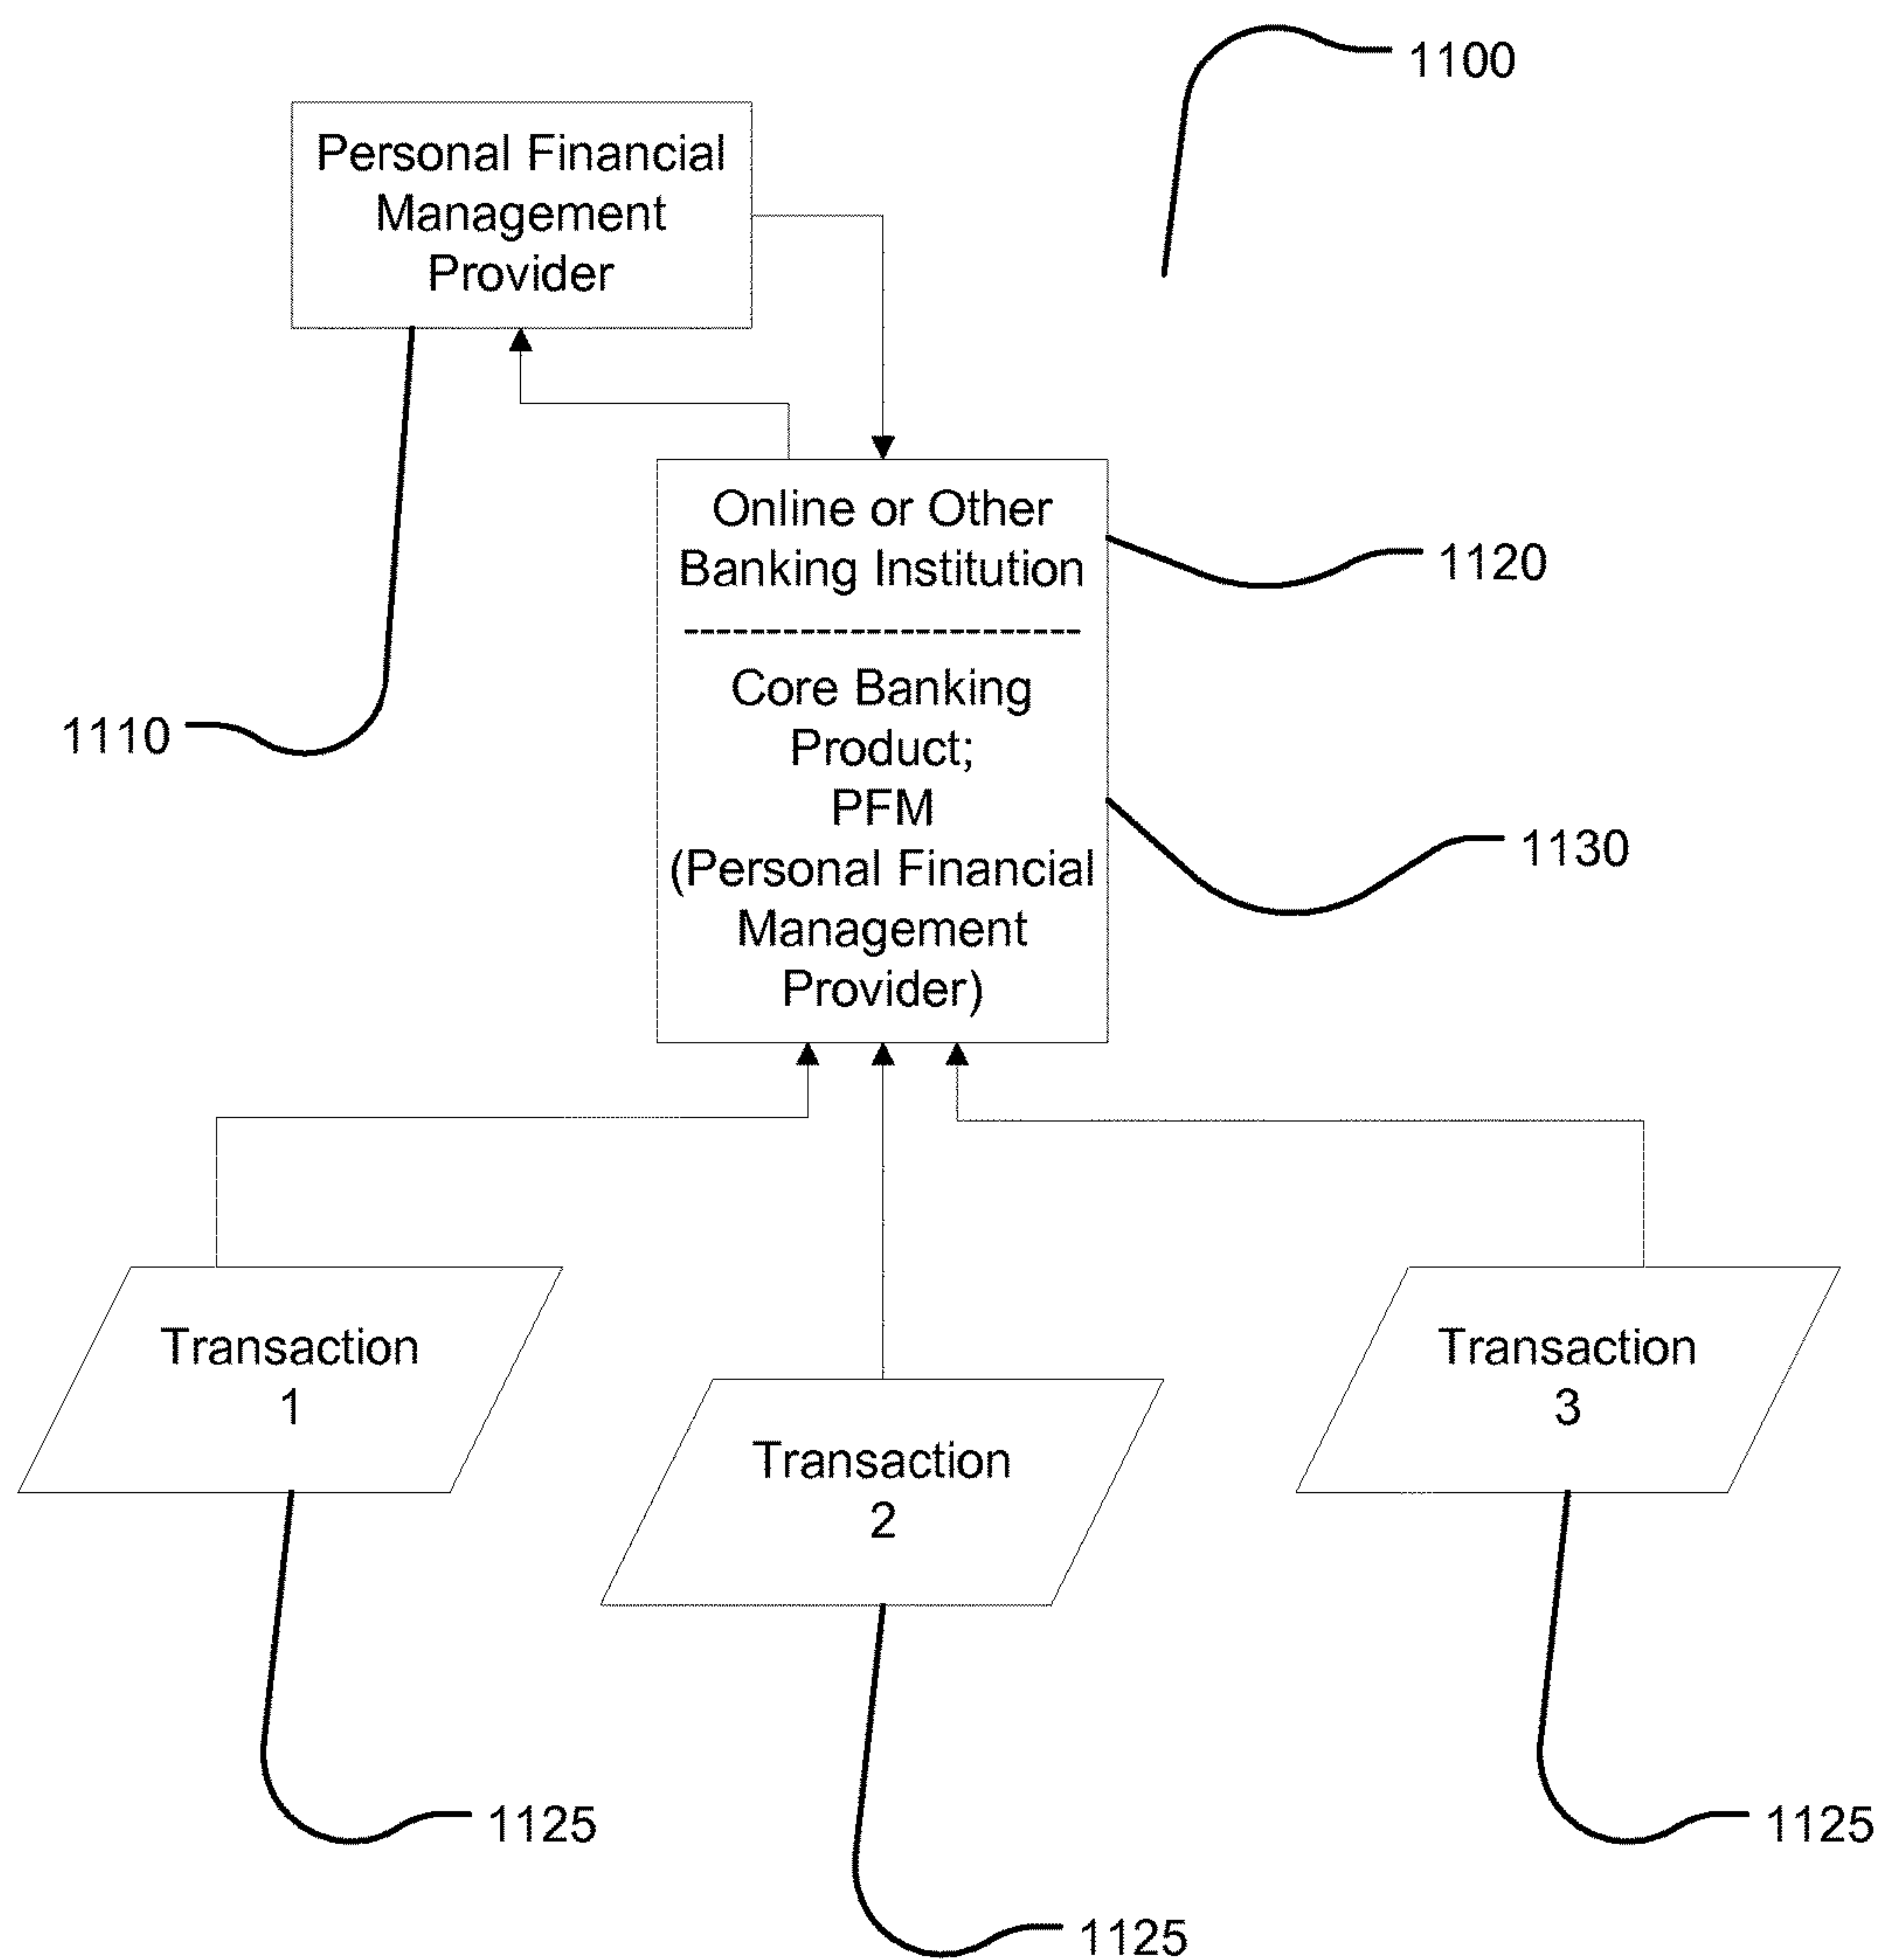 1100
Personal Financial
Management
Provider
Online or Other
Banking Institution
1120
Core Banking
Product;
PFM
(Personal Financial
Management
Provider)
1110
1130
Transaction
1
Transaction
2
Transaction
3
1125
1125
1125